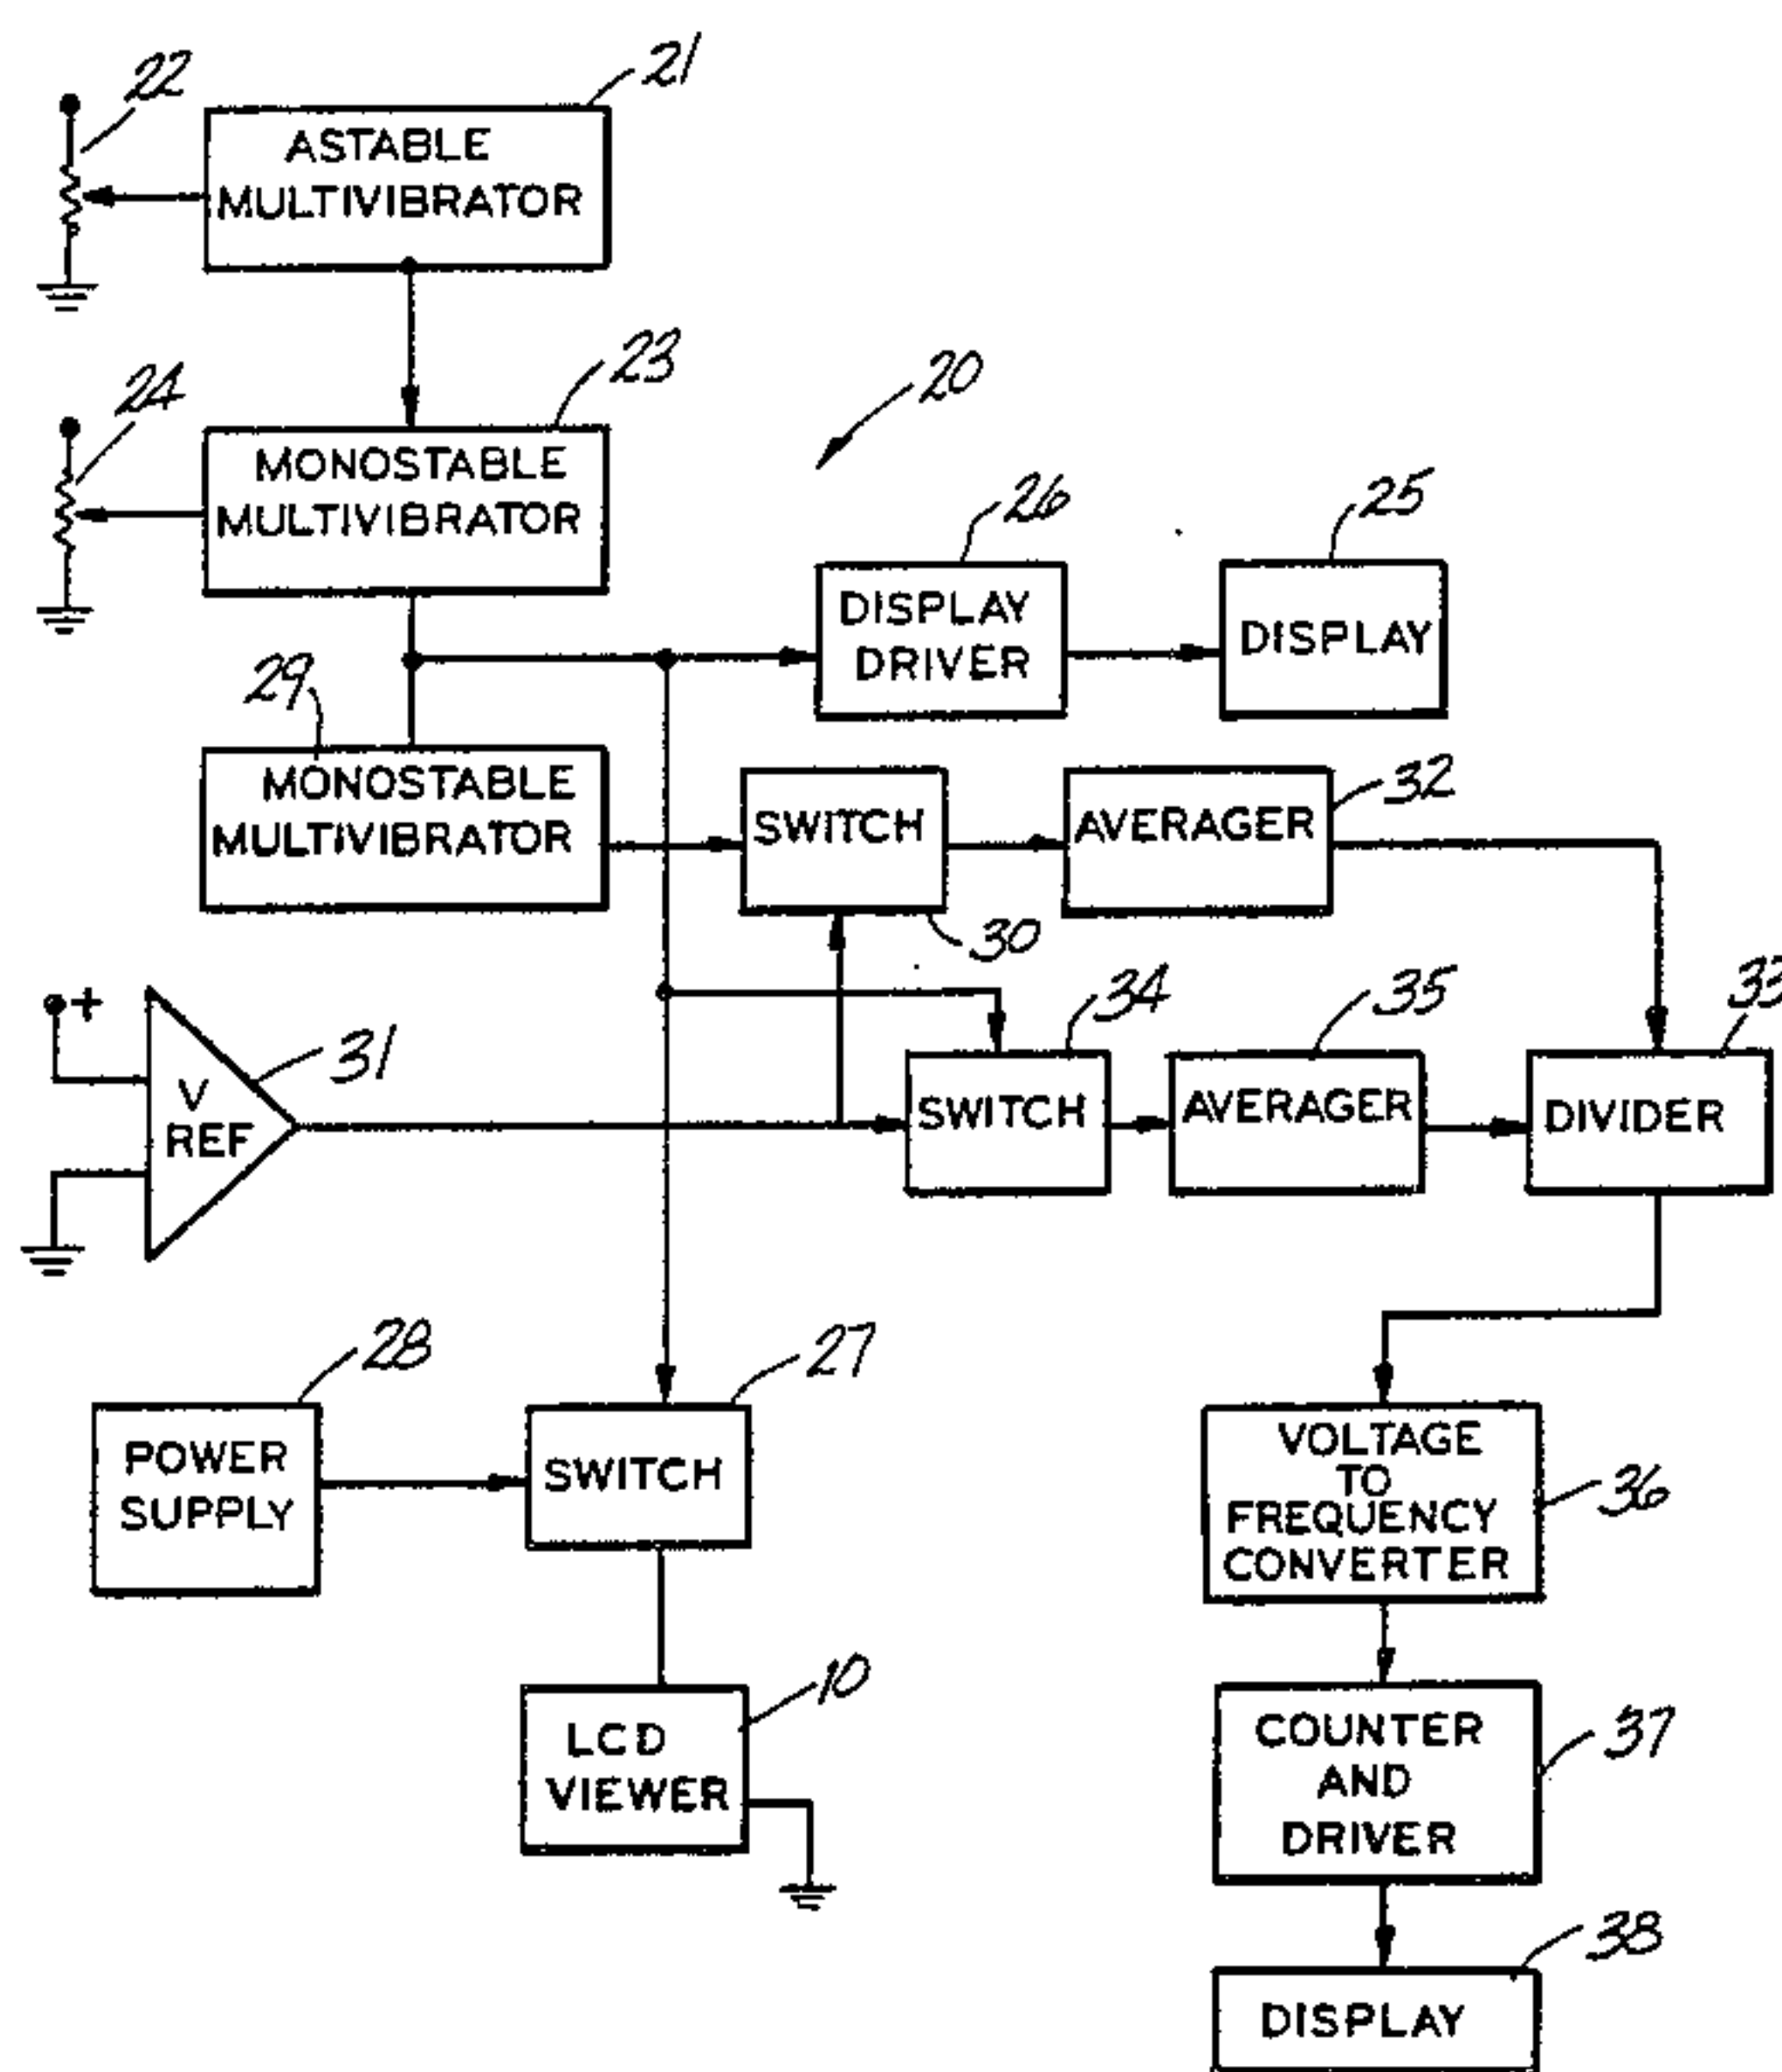 22
21
ASTABLE
MULTIVIBRATOR
24
23
MONOSTABLE
MULTIVIBRATOR
20
26
DISPLAY
DRIVER
25
DISPLAY
29
MONOSTABLE
MULTIVIBRATOR
SWITCH
30
AVERAGER
32
+
V
REF
31
34
SWITCH
35
AVERAGER
33
DIVIDER
28
POWER
SUPPLY
27
SWITCH
VOLTAGE
TO
FREQUENCY
CONVERTER
36
10
LCD
VIEWER
COUNTER
AND
DRIVER
37
38
DISPLAY